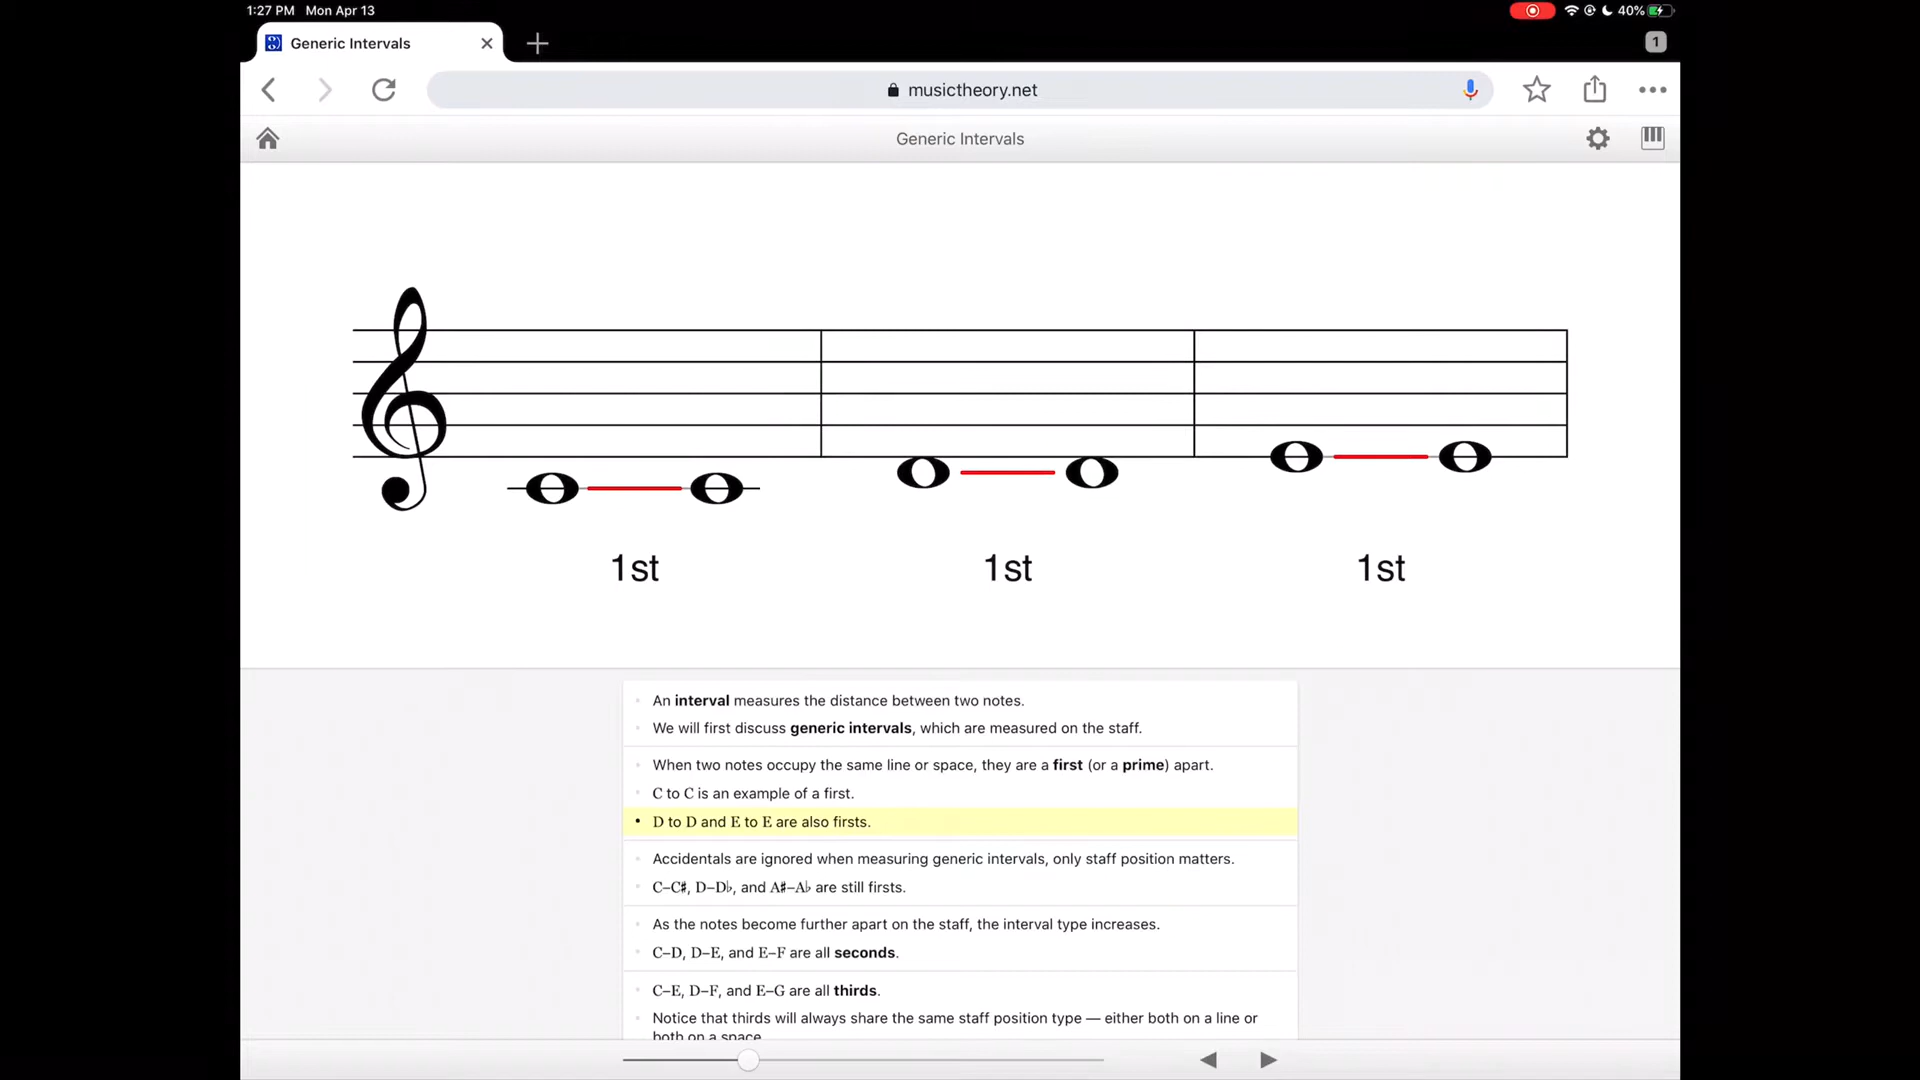 1:27 PM Mon Apr 13
40%
Generic Intervals
1
musictheory.net
Generic Intervals
1st 1st 1st
An interval measures the distance between two notes.
We will first discuss generic intervals, which are measured on the staff.
When two notes occupy the same line or space, they are a first (or a prime) apart.
C to C is an example of a first.
D to D and E to E are also firsts.
Accidentals are ignored when measuring generic intervals, only staff position matters.
C–C♯, D–D♭, and A♯–A♭ are still firsts.
As the notes become further apart on the staff, the interval type increases.
C–D, D–E, and E–F are all seconds.
C–E, D–F, and E–G are all thirds.
Notice that thirds will always share the same staff position type — either both on a line or
both on a space.